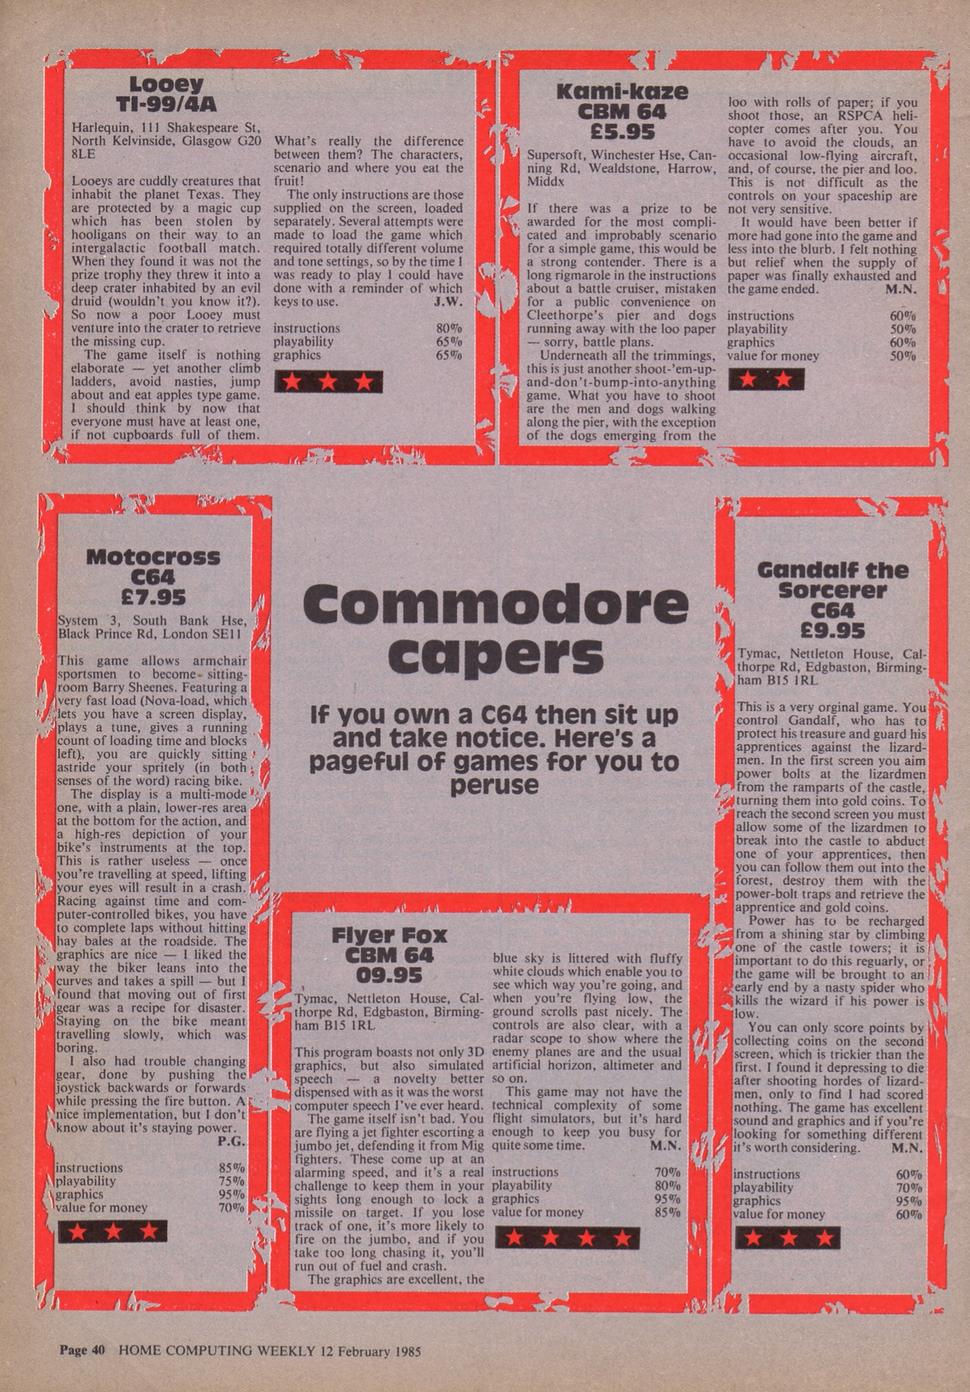 Looey
TI-99/4A
Harlequin, 111 Shakespeare St,
North Kelvinside, Glasgow G20
8LE
Looeys are cuddly creatures that
inhabit the planet Texas. They
are protected by a magic cup
which has been stolen by
hooligans on their way to an
intergalactic football match.
When they found it was not the
prize trophy they threw it into a
deep crater inhabited by an evil
druid (wouldn't you know it?).
So now a poor Looey must
venture into the crater to retrieve
the missing cup.
The game itself is nothing
elaborate — yet another climb
ladders, avoid nasties, jump
about and eat apples type game.
I should think by now that
everyone must have at least one,
if not cupboards full of them.
What's really the difference
between them? The characters,
scenario and where you eat the
fruit!
The only instructions are those
supplied on the screen, loaded
separately. Several attempts were
made to load the game which
required totally different volume
and tone settings, so by the time I
was ready to play I could have
done with a reminder of which
keys to use. J.W.
instructions 80%
playability 65%
graphics 65%
Kami-kaze
CBM 64
£5.95
Supersoft, Winchester Hse, Can-
ning Rd, Wealdstone, Harrow,
Middx
If there was a prize to be
awarded for the most compli-
cated and improbably scenario
for a simple game, this would be
a strong contender. There is a
long rigmarole in the instructions
about a battle cruiser, mistaken
for a public convenience on
Cleethorpe's pier and dogs
running away with the loo paper
— sorry, battle plans.
Underneath all the trimmings,
this is just another shoot-'em-up-
and-don't-bump-into-anything
game. What you have to shoot
are the men and dogs walking
along the pier, with the exception
of the dogs emerging from the
loo with rolls of paper; if you
shoot those, an RSPCA heli-
copter comes after you. You
have to avoid the clouds, an
occasional low-flying aircraft,
and, of course, the pier and loo.
This is not difficult as the
controls on your spaceship are
not very sensitive.
It would have been better if
more had gone into the game and
less into the blurb. I felt nothing
but relief when the supply of
paper was finally exhausted and
the game ended. M.N.
instructions 60%
playability 50%
graphics 60%
value for money 50%
Motocross
C64
£7.95
System 3, South Bank Hse,
Black Prince Rd, London SE11
This game allows armchair
sportsmen to become sitting-
room Barry Sheenes. Featuring a
very fast load (Nova-load, which
lets you have a screen display,
plays a tune, gives a running
count of loading time and blocks
left), you are quickly sitting
astride your spritely (in both
senses of the word) racing bike.
The display is a multi-mode
one, with a plain, lower-res area
at the bottom for the action, and
a high-res depiction of your
bike's instruments at the top.
This is rather useless — once
you're travelling at speed, lifting
your eyes will result in a crash.
Racing against time and com-
puter-controlled bikes, you have
to complete laps without hitting
hay bales at the roadside. The
graphics are nice — I liked the
way the biker leans into the
curves and takes a spill — but I
found that moving out of first
gear was a recipe for disaster.
Staying on the bike meant
travelling slowly, which was
boring.
I also had trouble changing
gear, done by pushing the
joystick backwards or forwards
while pressing the fire button. A
nice implementation, but I don't
know about it's staying power.
P.G.
instructions 85%
playability 75%
graphics 95%
value for money 70%
Commodore
capers
If you own a C64 then sit up
and take notice. Here's a
pageful of games for you to
peruse
Flyer Fox
CBM 64
09.95
Tymac, Nettleton House, Cal-
thorpe Rd, Edgbaston, Birming-
ham B15 1RL
This program boasts not only 3D
graphics, but also simulated
speech — a novelty better
dispensed with as it was the worst
computer speech I've ever heard.
The game itself isn't bad. You
are flying a jet fighter escorting a
jumbo jet, defending it from Mig
fighters. These come up at an
alarming speed, and it's a real
challenge to keep them in your
sights long enough to lock a
missile on target. If you lose
track of one, it's more likely to
fire on the jumbo, and if you
take too long chasing it, you'll
run out of fuel and crash.
The graphics are excellent, the
blue sky is littered with fluffy
white clouds which enable you to
see which way you're going, and
when you're flying low, the
ground scrolls past nicely. The
controls are also clear, with a
radar scope to show where the
enemy planes are and the usual
artificial horizon, altimeter and
so on.
This game may not have the
technical complexity of some
flight simulators, but it's hard
enough to keep you busy for
quite some time. M.N.
instructions 70%
playability 80%
graphics 95%
value for money 85%
Gandalf the
Sorcerer
C64
£9.95
Tymac, Nettleton House, Cal-
thorpe Rd, Edgbaston, Birming-
ham B15 1RL
This is a very orginal game. You
control Gandalf, who has to
protect his treasure and guard his
apprentices against the lizard-
men. In the first screen you aim
power bolts at the lizardmen
from the ramparts of the castle,
turning them into gold coins. To
reach the second screen you must
allow some of the lizardmen to
break into the castle to abduct
one of your apprentices, then
you can follow them out into the
forest, destroy them with the
power-bolt traps and retrieve the
apprentice and gold coins.
Power has to be recharged
from a shining star by climbing
one of the castle towers; it is
important to do this reguarly, or
the game will be brought to an
early end by a nasty spider who
kills the wizard if his power is
low.
You can only score points by
collecting coins on the second
screen, which is trickier than the
first. I found it depressing to die
after shooting hordes of lizard-
men, only to find I had scored
nothing. The game has excellent
sound and graphics and if you're
looking for something different
it's worth considering. M.N.
instructions 60%
playability 70%
graphics 95%
value for money 60%
Page 40 HOME COMPUTING WEEKLY 12 February 1985